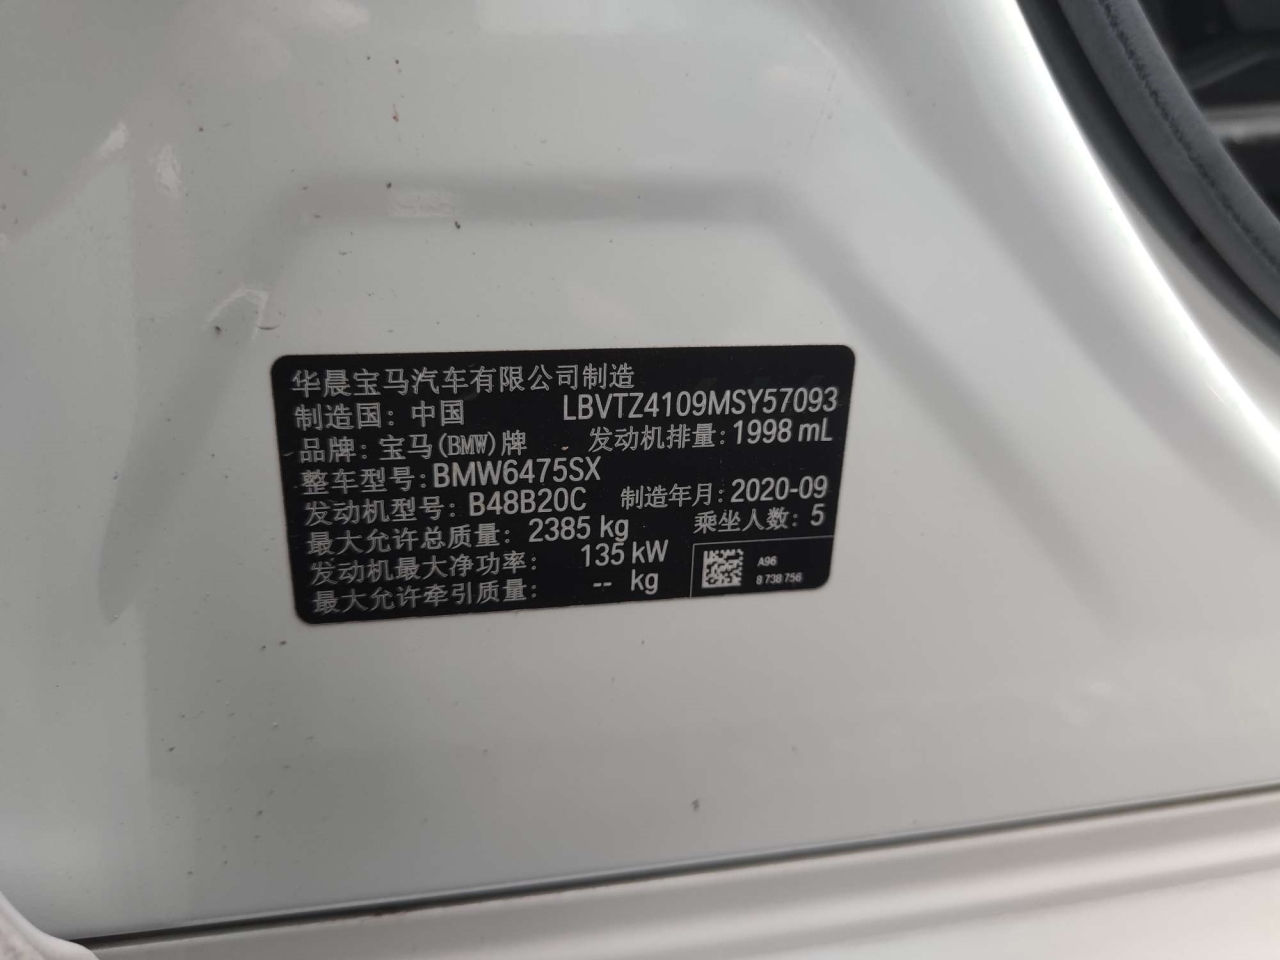 华晨宝马汽车有限公司制造
制造国: 中国 LBVTZ4109MSY57093
品牌: 宝马(BMW)牌 发动机排量: 1998 mL
整车型号: BMW6475SX
发动机型号: B48B20C 制造年月: 2020-09
最大允许总质量: 2385 kg 乘坐人数: 5
发动机最大净功率: 135 kW
最大允许牵引质量: -- kg
A96
8 738 756